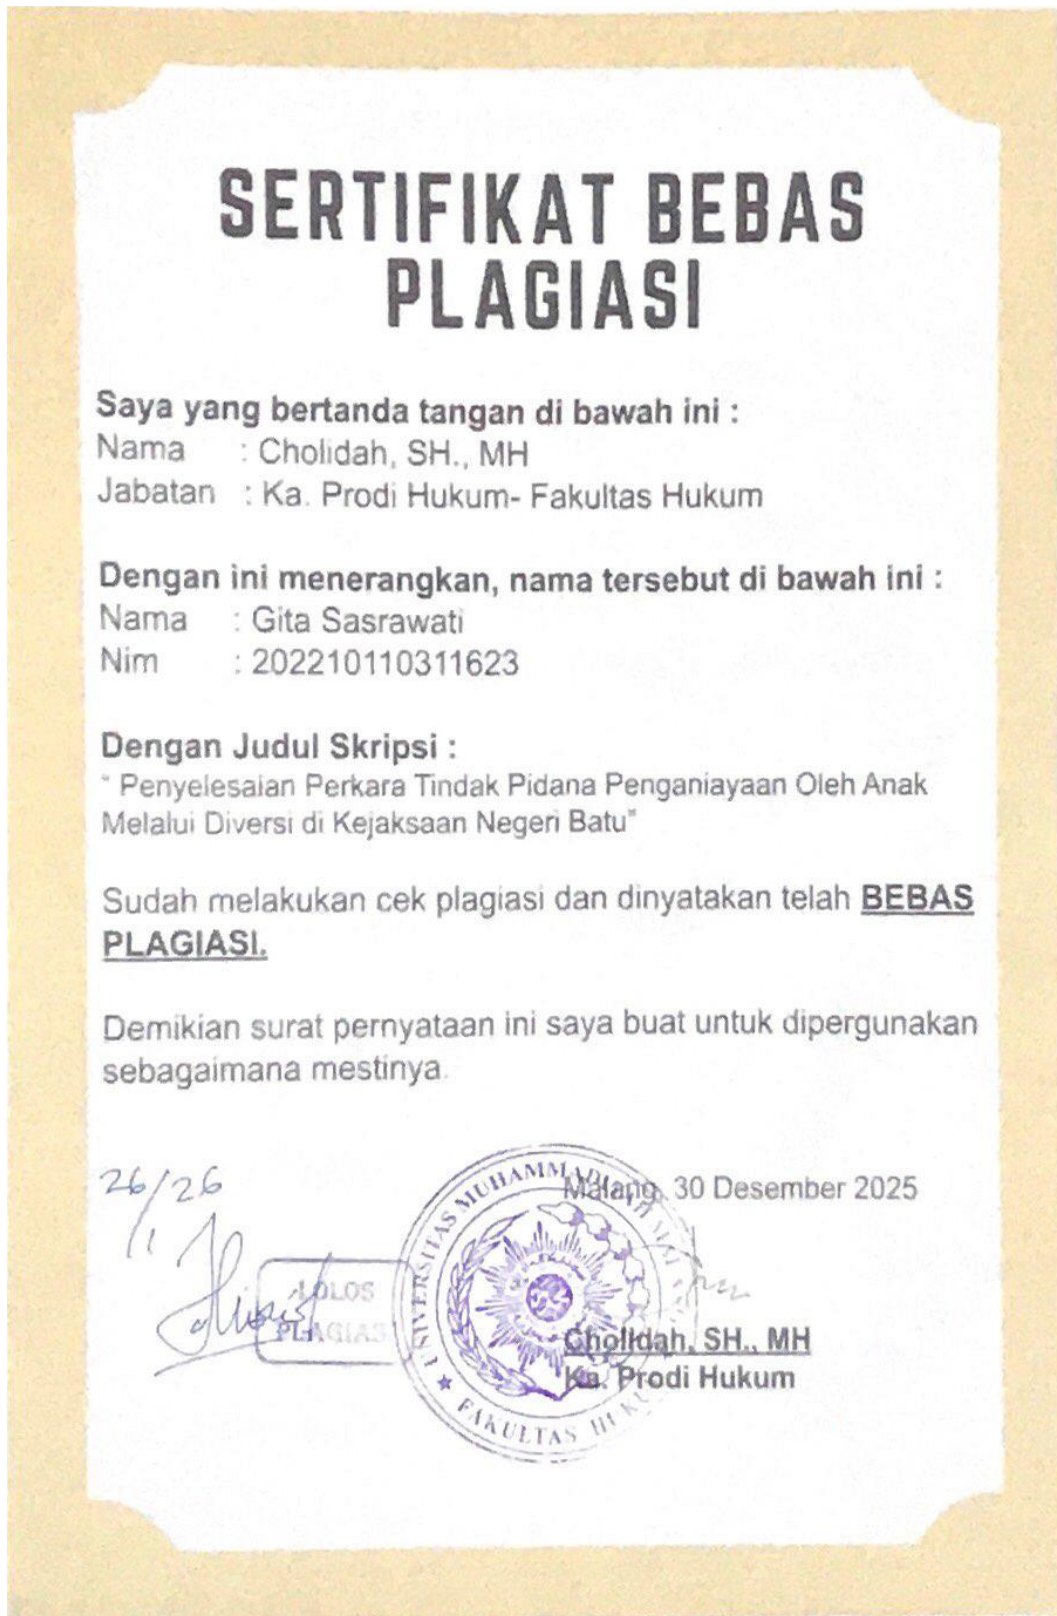 SERTIFIKAT BEBAS
PLAGIASI
Saya yang bertanda tangan di bawah ini :
Nama : Cholidah, SH., MH
Jabatan : Ka. Prodi Hukum- Fakultas Hukum
Dengan ini menerangkan, nama tersebut di bawah ini :
Nama : Gita Sasrawati
Nim : 202210110311623
Dengan Judul Skripsi :
" Penyelesaian Perkara Tindak Pidana Penganiayaan Oleh Anak
Melalui Diversi di Kejaksaan Negeri Batu"
Sudah melakukan cek plagiasi dan dinyatakan telah BEBAS
PLAGIASI.
Demikian surat pernyataan ini saya buat untuk dipergunakan
sebagaimana mestinya.
26/26
/1
Malang, 30 Desember 2025
LOLOS
PLAGIASI
UNIVERSITAS MUHAMMADIYAH MALANG
FAKULTAS HUKUM
Cholidah, SH., MH
Ka. Prodi Hukum